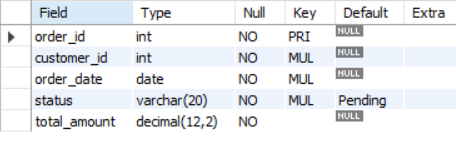 Field Type Null Key Default Extra
order_id int NO PRI NULL
customer_id int NO MUL NULL
order_date date NO MUL NULL
status varchar(20) NO MUL Pending
total_amount decimal(12,2) NO NULL